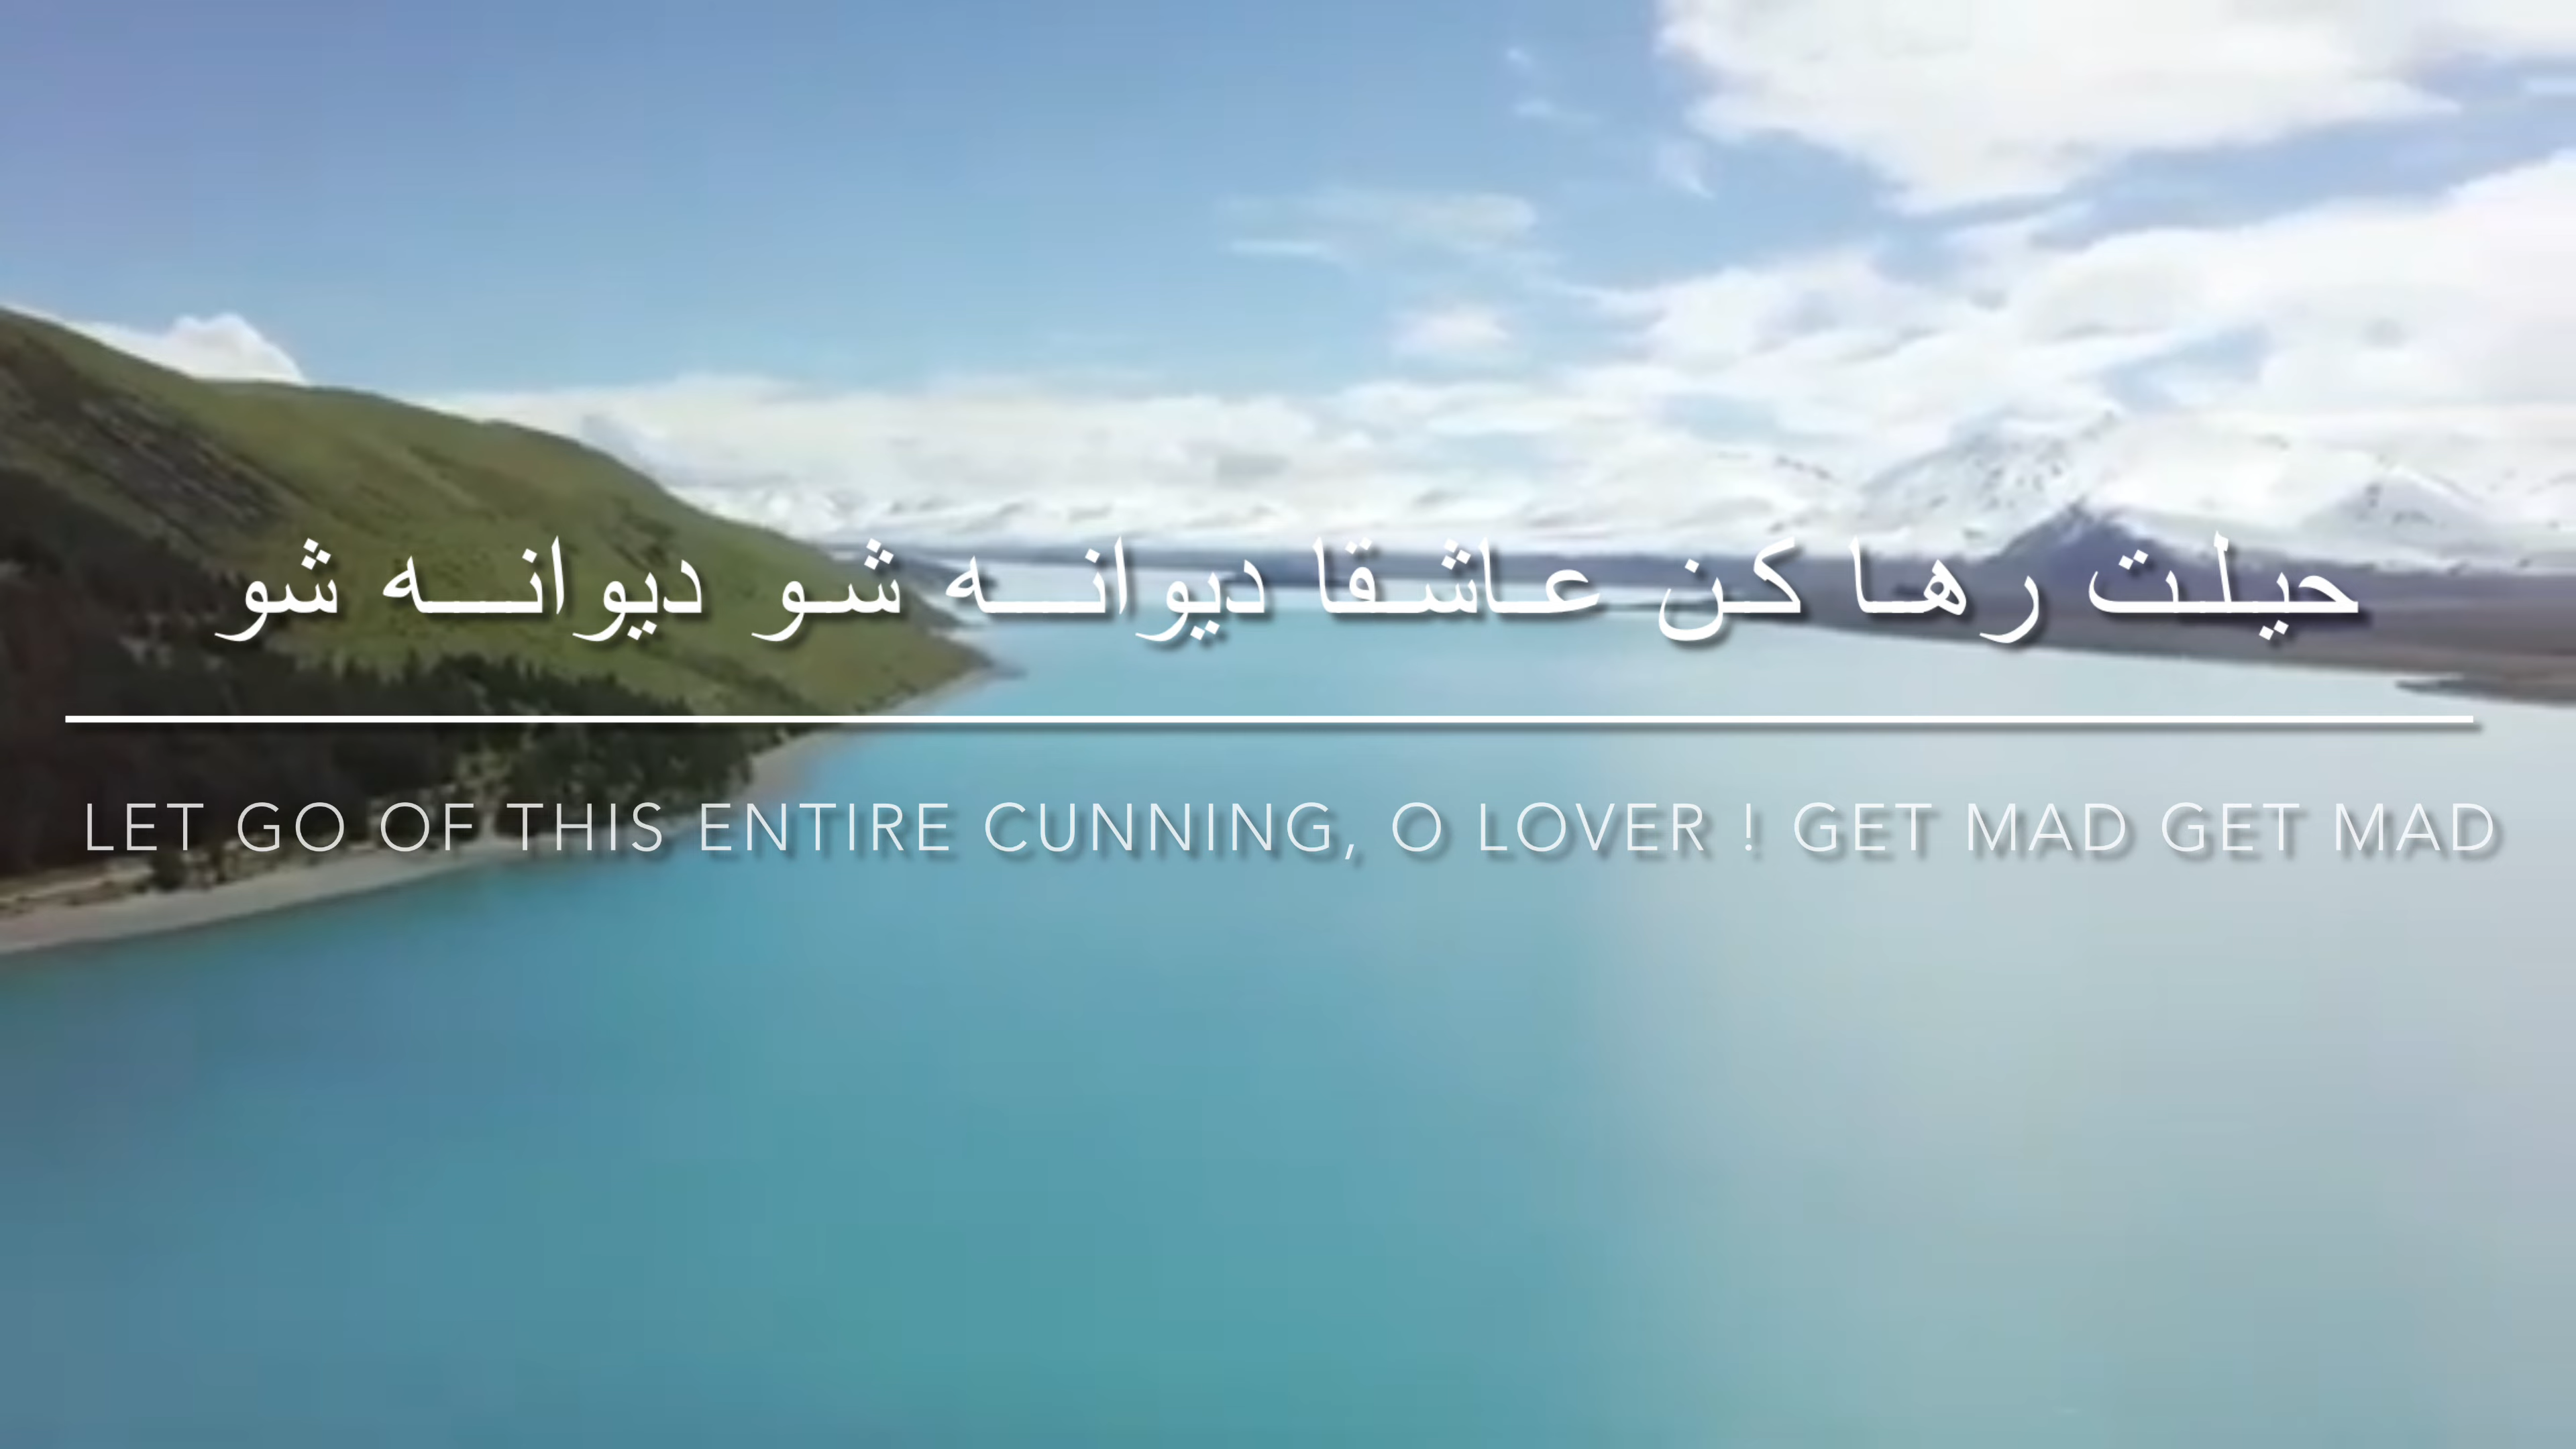 حیلت رها کن عاشقا دیوانه شو دیوانه شو
LET GO OF THIS ENTIRE CUNNING, O LOVER ! GET MAD GET MAD